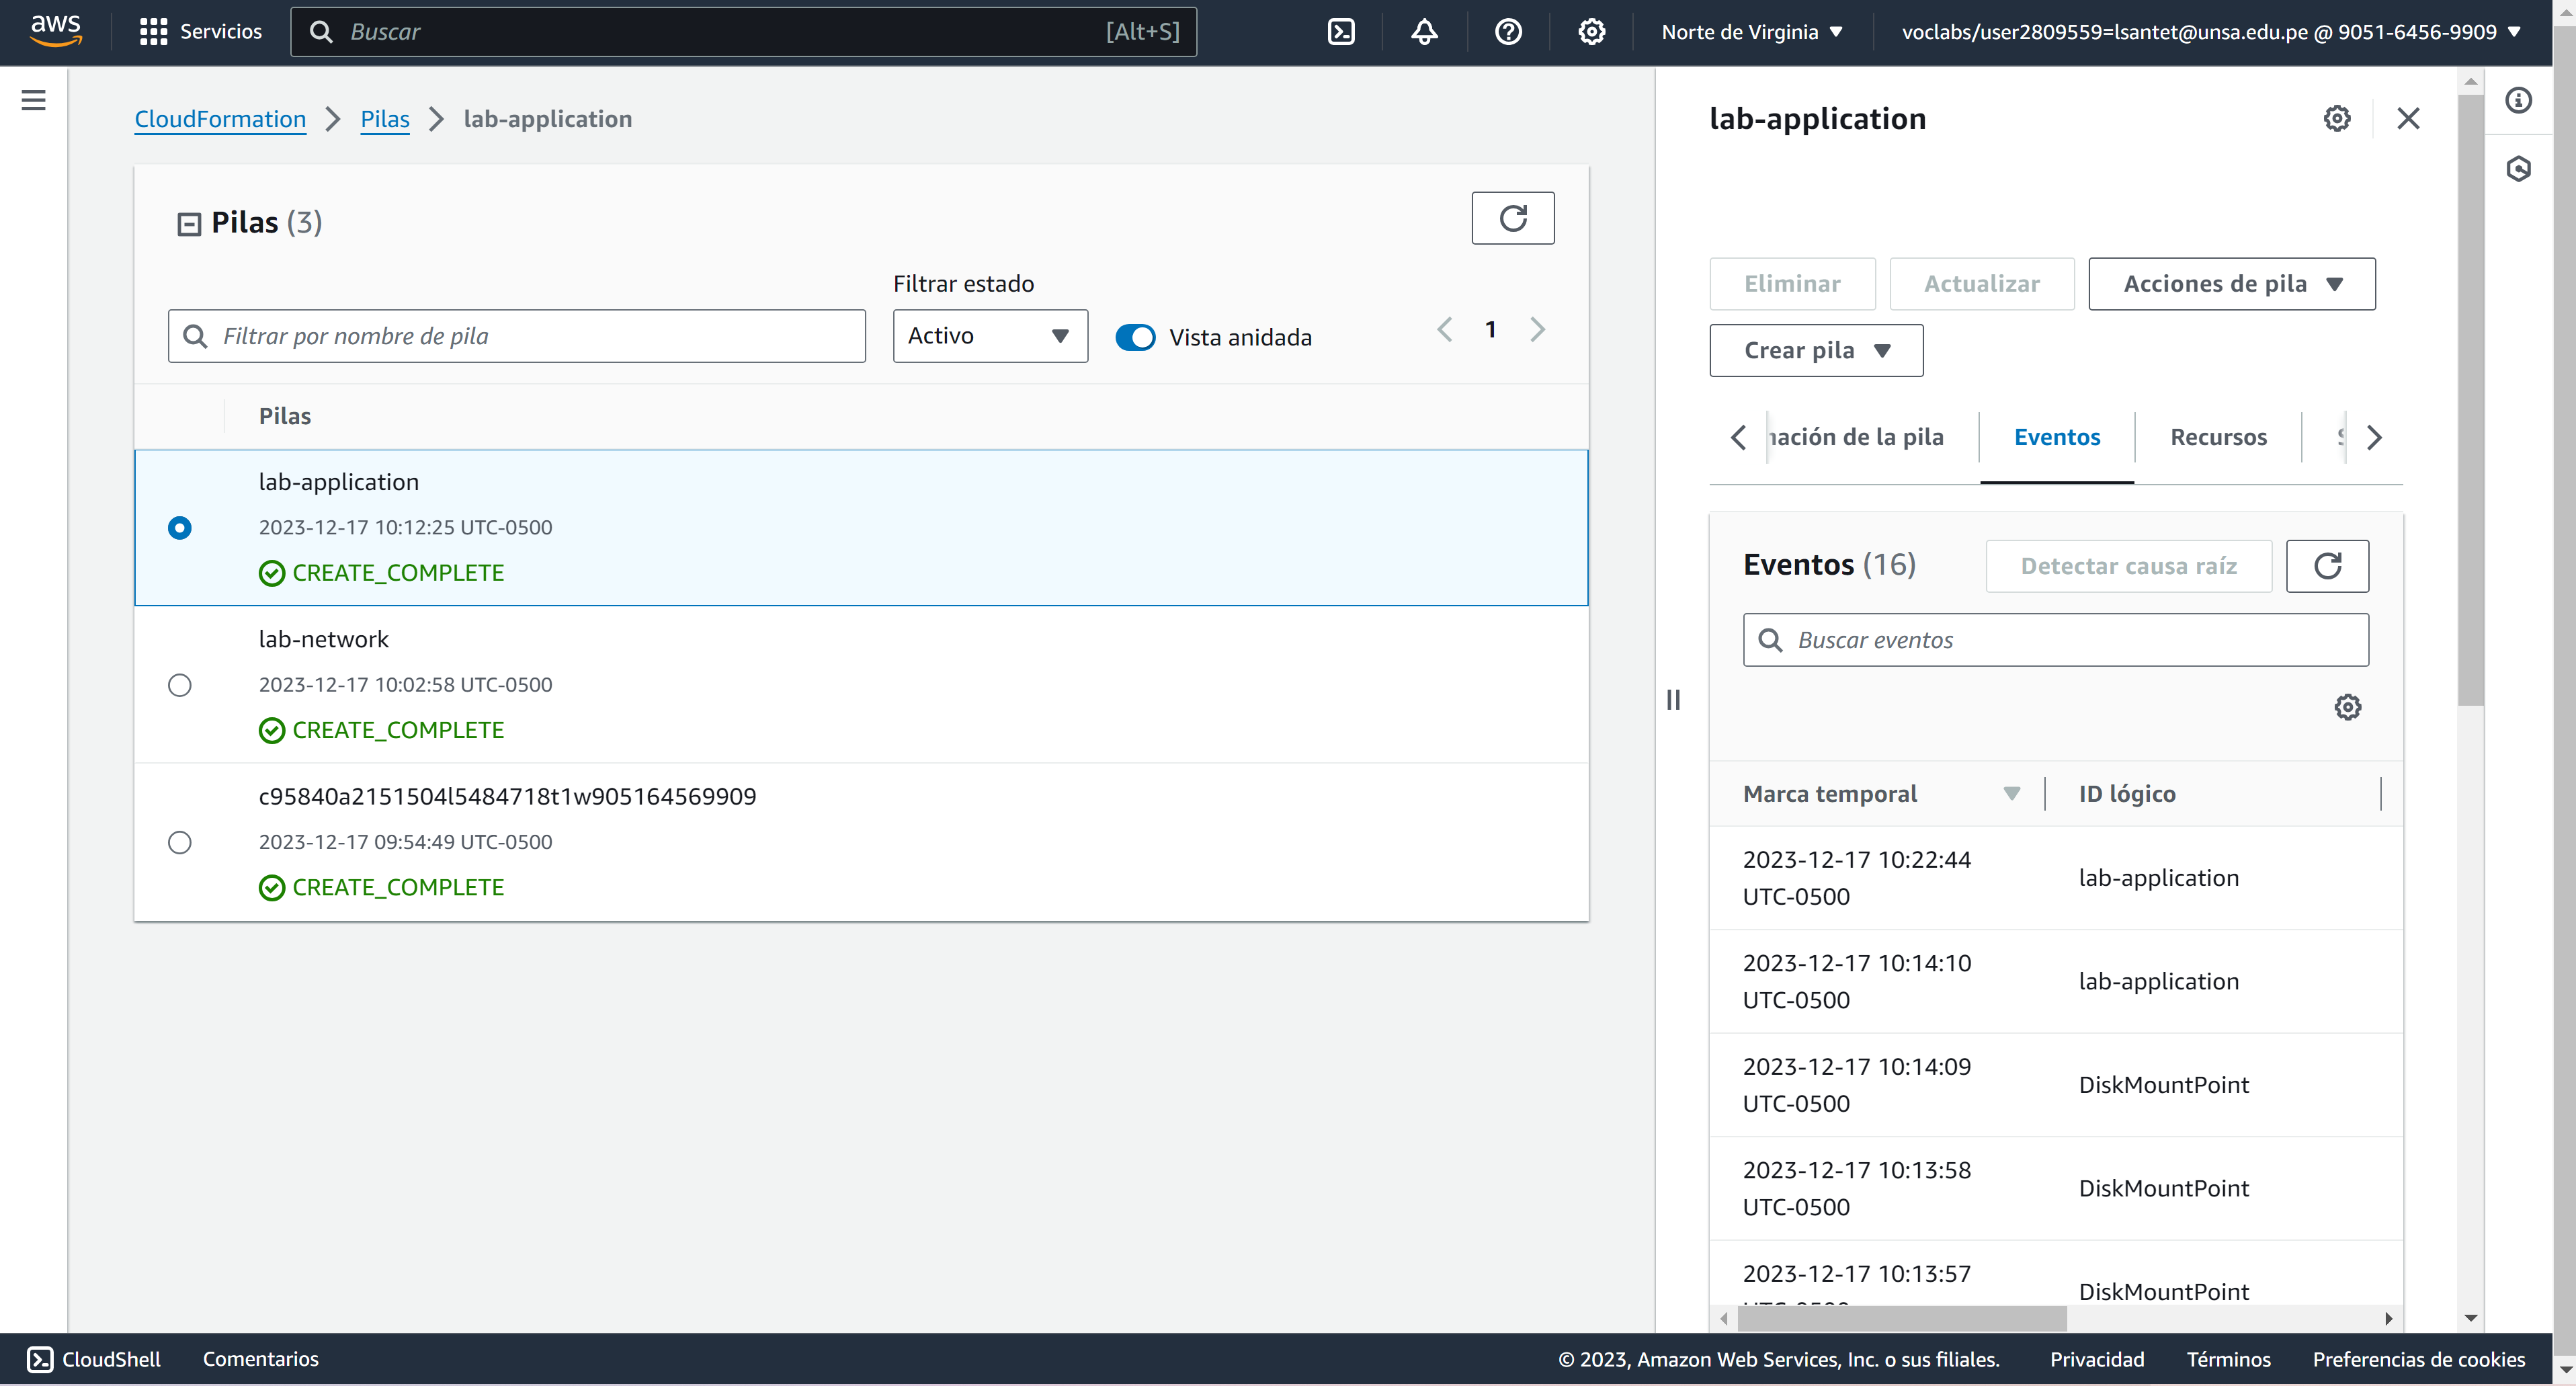 aws
Servicios
Buscar
[Alt+S]
Norte de Virginia
voclabs/user2809559=lsantet@unsa.edu.pe @ 9051-6456-9909
CloudFormation
Pilas
lab-application
Pilas (3)
Filtrar estado
Filtrar por nombre de pila
Activo
Vista anidada
1
Pilas
lab-application
2023-12-17 10:12:25 UTC-0500
CREATE_COMPLETE
lab-network
2023-12-17 10:02:58 UTC-0500
CREATE_COMPLETE
c95840a2151504l5484718t1w905164569909
2023-12-17 09:54:49 UTC-0500
CREATE_COMPLETE
lab-application
Eliminar
Actualizar
Acciones de pila
Crear pila
nación de la pila
Eventos
Recursos
Eventos (16)
Detectar causa raíz
Buscar eventos
Marca temporal
ID lógico
2023-12-17 10:22:44
UTC-0500
lab-application
2023-12-17 10:14:10
UTC-0500
lab-application
2023-12-17 10:14:09
UTC-0500
DiskMountPoint
2023-12-17 10:13:58
UTC-0500
DiskMountPoint
2023-12-17 10:13:57
DiskMountPoint
CloudShell
Comentarios
© 2023, Amazon Web Services, Inc. o sus filiales.
Privacidad
Términos
Preferencias de cookies